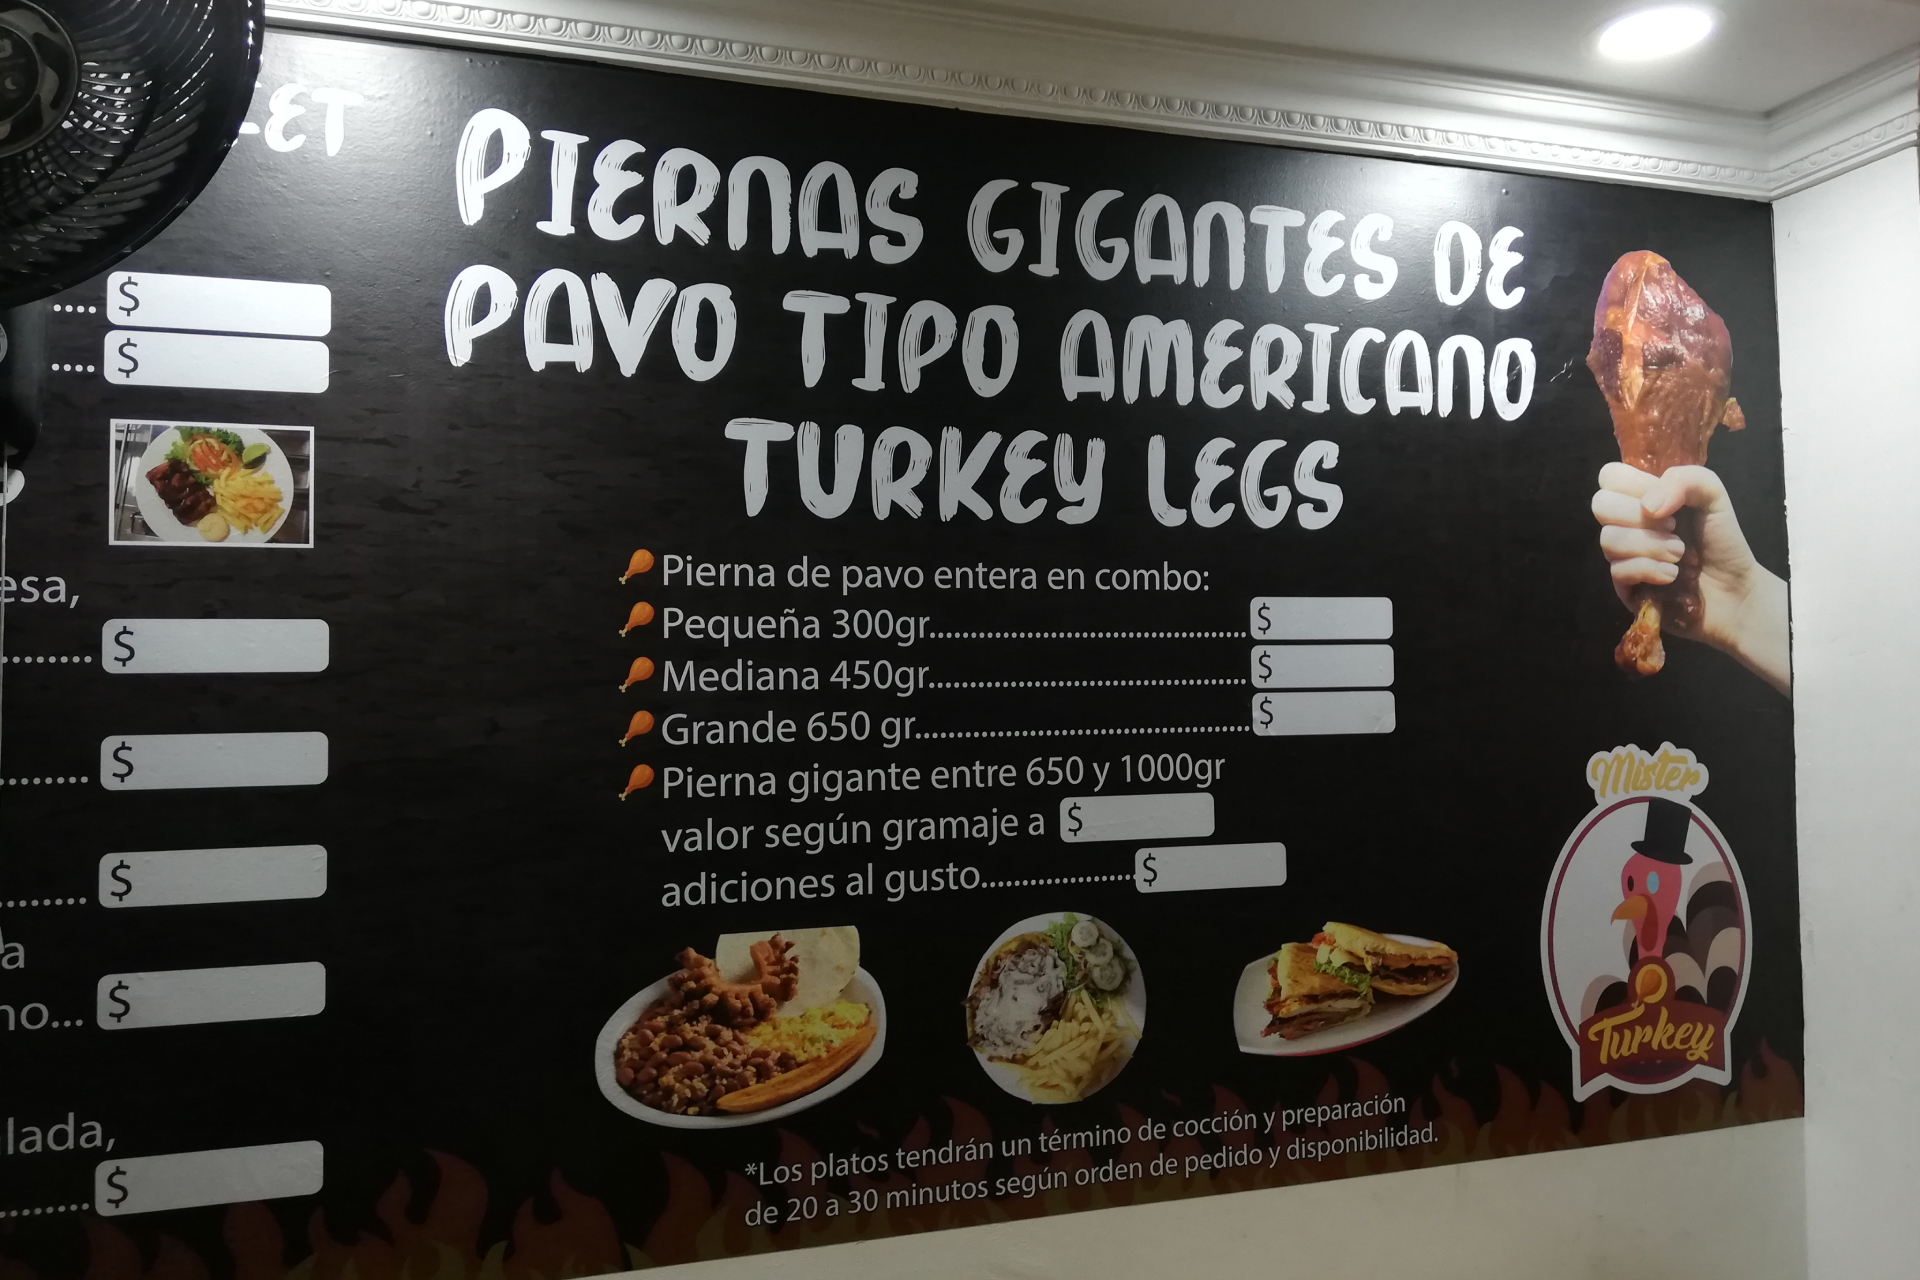 PIERNAS GIGANTES DE
PAVO TIPO AMERICANO
TURKEY LEGS
.... $
.... $
esa,
........ $
........ $
........ $
a
no... $
lada,
........ $
Pierna de pavo entera en combo:
Pequeña 300gr........................................ $
Mediana 450gr........................................ $
Grande 650 gr.......................................... $
Pierna gigante entre 650 y 1000gr
valor según gramaje a $
adiciones al gusto................... $
Mister
Turkey
*Los platos tendrán un término de cocción y preparación
de 20 a 30 minutos según orden de pedido y disponibilidad.